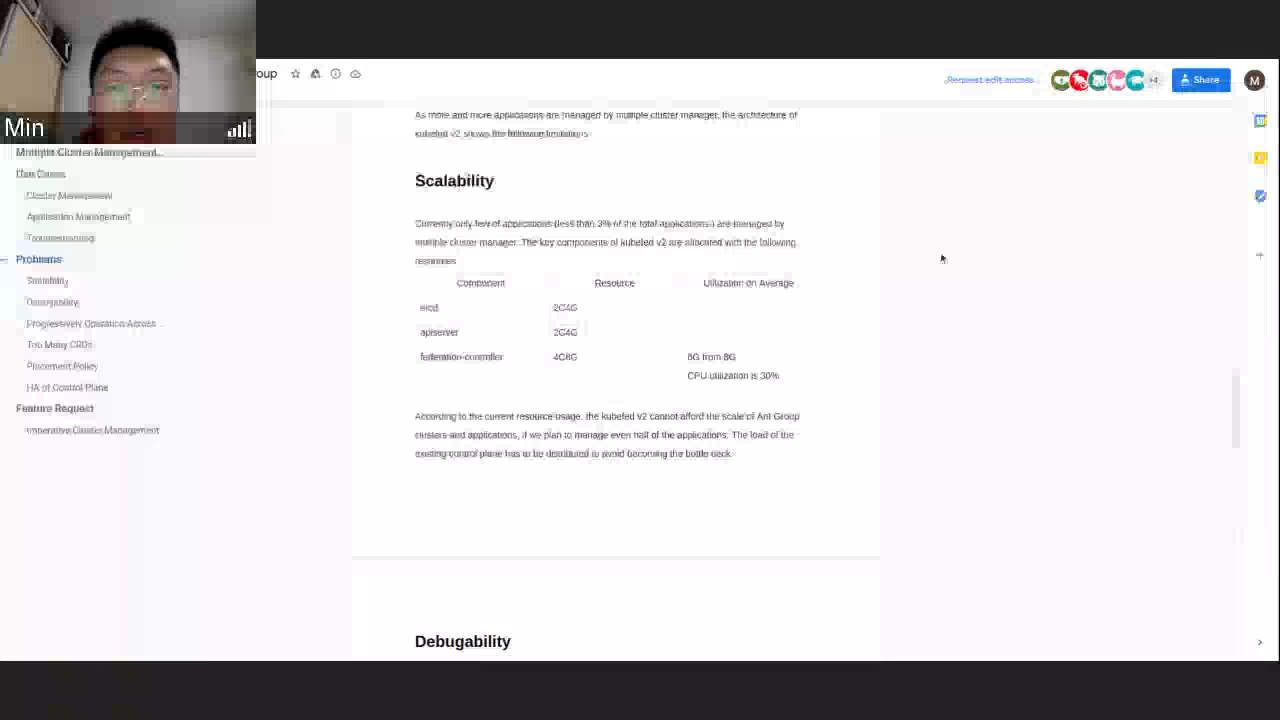 Min
oup
Request edit access
+4
Share
M
Multiple Cluster Management...
Use Cases
Cluster Management
Application Management
Troubleshooting
Problems
Scalability
Debugability
Progressively Operation Across ...
Too Many CRDs
Placement Policy
HA of Control Plane
Feature Request
Imperative Cluster Management
As more and more applications are managed by multiple cluster manager, the architecture of
kubefed v2 shows the following limitations
Scalability
Currently only few of applications (less than 3% of the total applications ) are managed by
multiple cluster manager. The key components of kubefed v2 are allocated with the following
resources
Component Resource Utilization on Average
etcd 2C4G
apiserver 2C4G
federation-controller 4C8G 6G from 8G
CPU utilization is 30%
According to the current resource usage, the kubefed v2 cannot afford the scale of Ant Group
clusters and applications, if we plan to manage even half of the applications. The load of the
existing control plane has to be distributed to avoid becoming the bottle neck.
Debugability